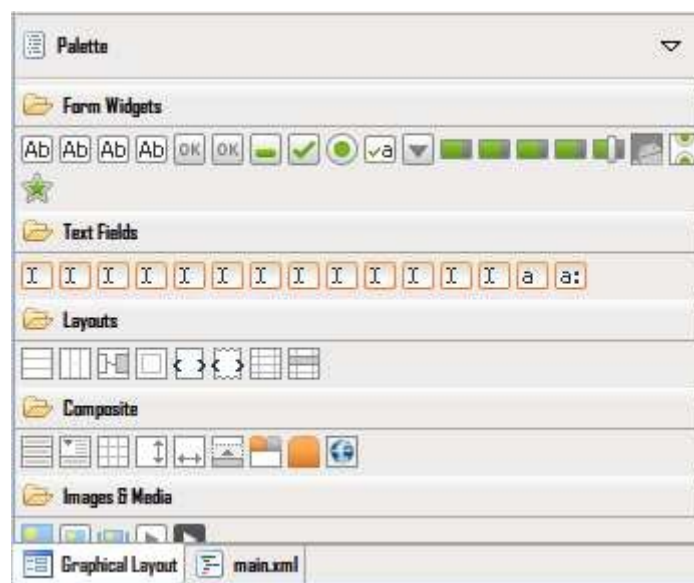 Palette
Form Widgets
Ab Ab Ab Ab OK OK a
Text Fields
I I I I I I I I I I I I I a a:
Layouts
Composite
Images & Media
Graphical Layout main.xml